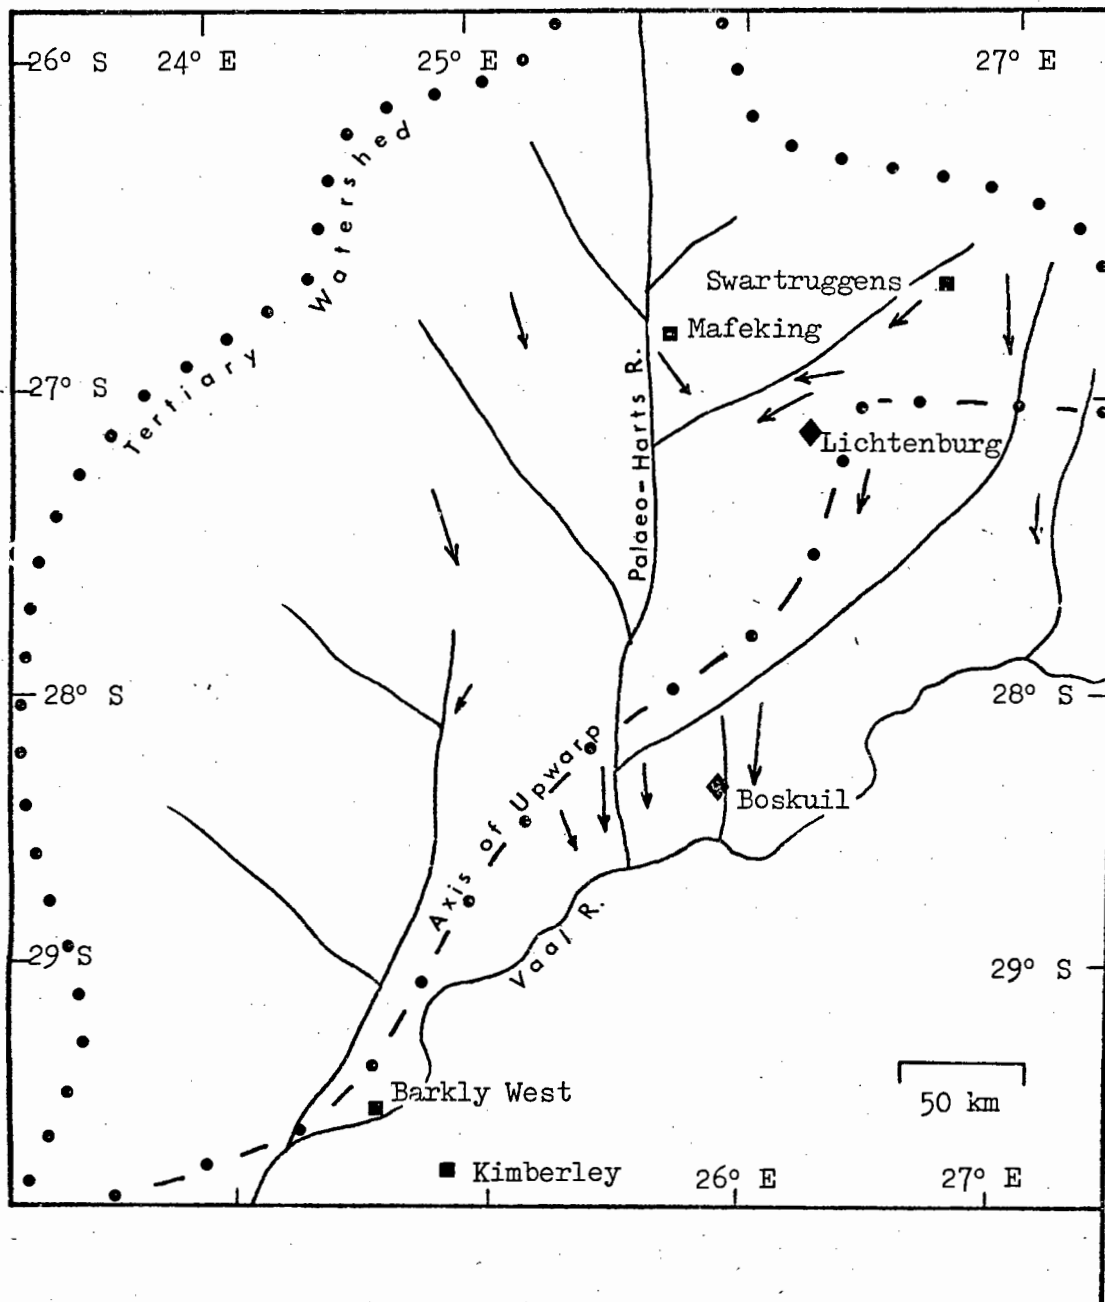 26° S 24° E 25° E 27° E
Tertiary Watershed
Swartruggens
Mafeking
27° S
Palaeo-Harts R.
Lichtenburg
28° S
28° S
Axis of Upwarp
Boskuil
Vaal R.
29° S
29° S
Barkly West
50 km
Kimberley
26° E 27° E